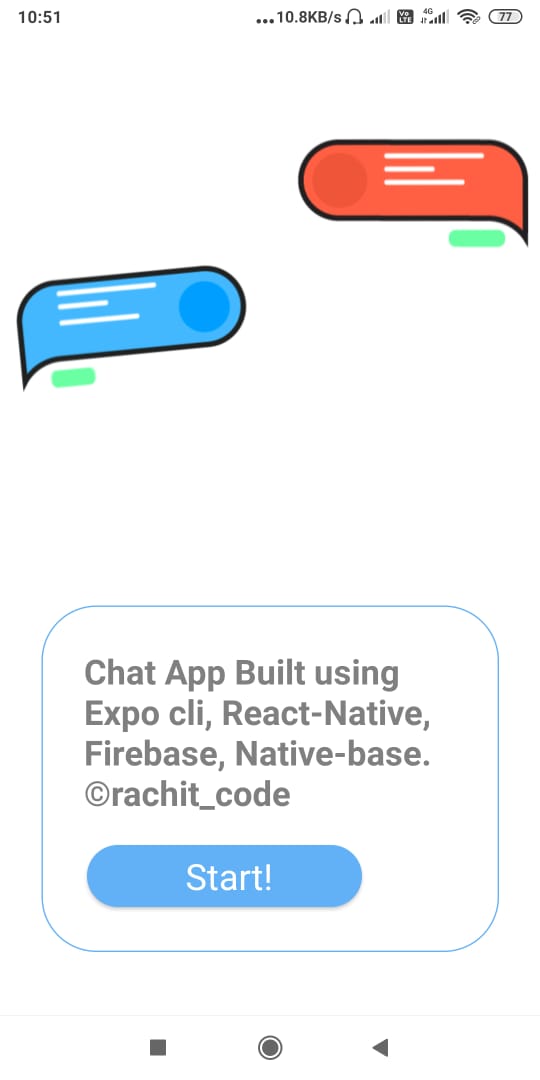 10:51 ...10.8KB/s Vo LTE 4G 77
Chat App Built using
Expo cli, React-Native,
Firebase, Native-base.
©rachit_code
Start!